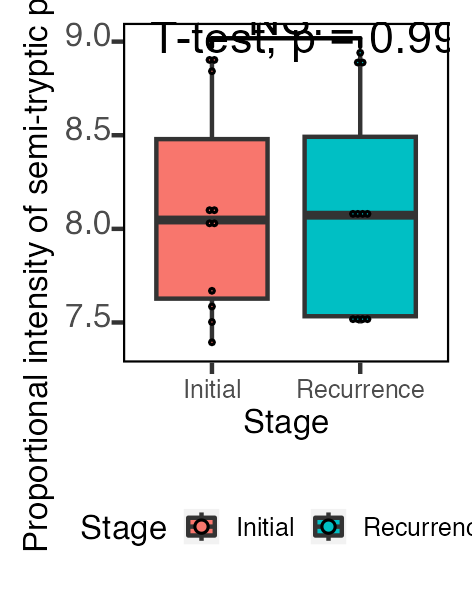 NO.
T-test, p = 0.99
9.0
8.5
8.0
7.5
Proportional intensity of semi-tryptic p
Initial Recurrence
Stage
Stage Initial Recurrenc